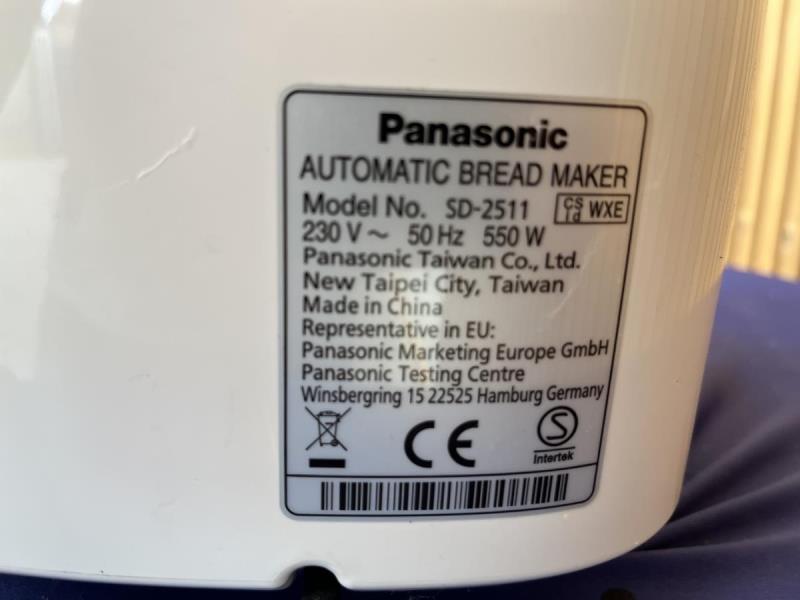 Panasonic
AUTOMATIC BREAD MAKER
Model No. SD-2511 CS Id WXE
230 V ~ 50 Hz 550 W
Panasonic Taiwan Co., Ltd.
New Taipei City, Taiwan
Made in China
Representative in EU:
Panasonic Marketing Europe GmbH
Panasonic Testing Centre
Winsbergring 15 22525 Hamburg Germany
CE
S
Intertek